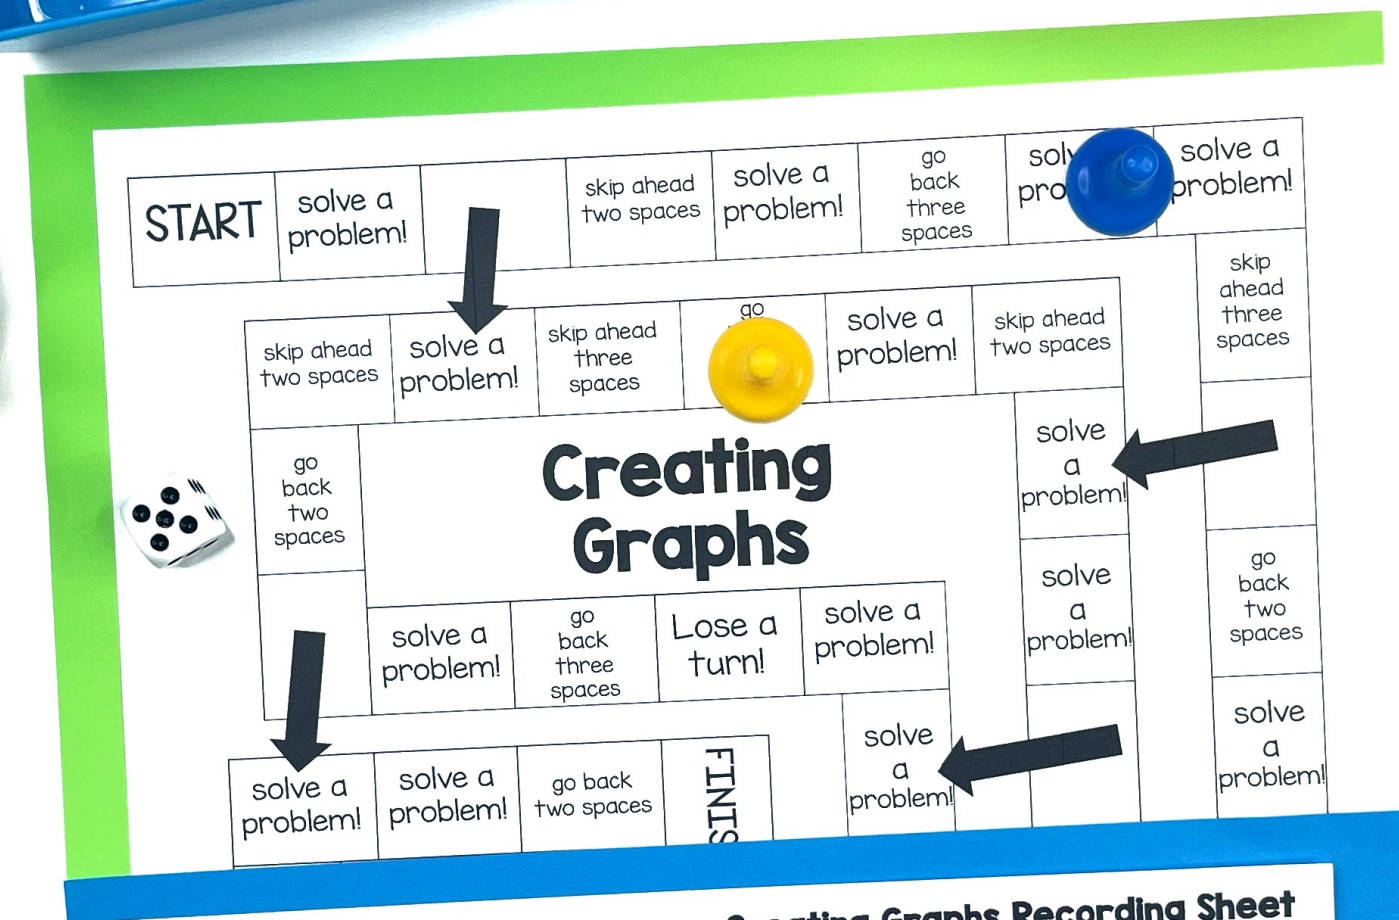 START
solve a
problem!
skip ahead
two spaces
solve a
problem!
go
back
three
spaces
solve a
problem!
skip
ahead
three
spaces
skip ahead
two spaces
solve a
problem!
skip ahead
three
spaces
go
solve a
problem!
skip ahead
two spaces
go
back
two
spaces
Creating
Graphs
solve
a
problem!
solve
a
problem!
go
back
two
spaces
solve a
problem!
go
back
three
spaces
Lose a
turn!
solve a
problem!
solve
a
problem!
solve
a
problem!
solve a
problem!
solve a
problem!
go back
two spaces
FINIS
Creating Graphs Recording Sheet